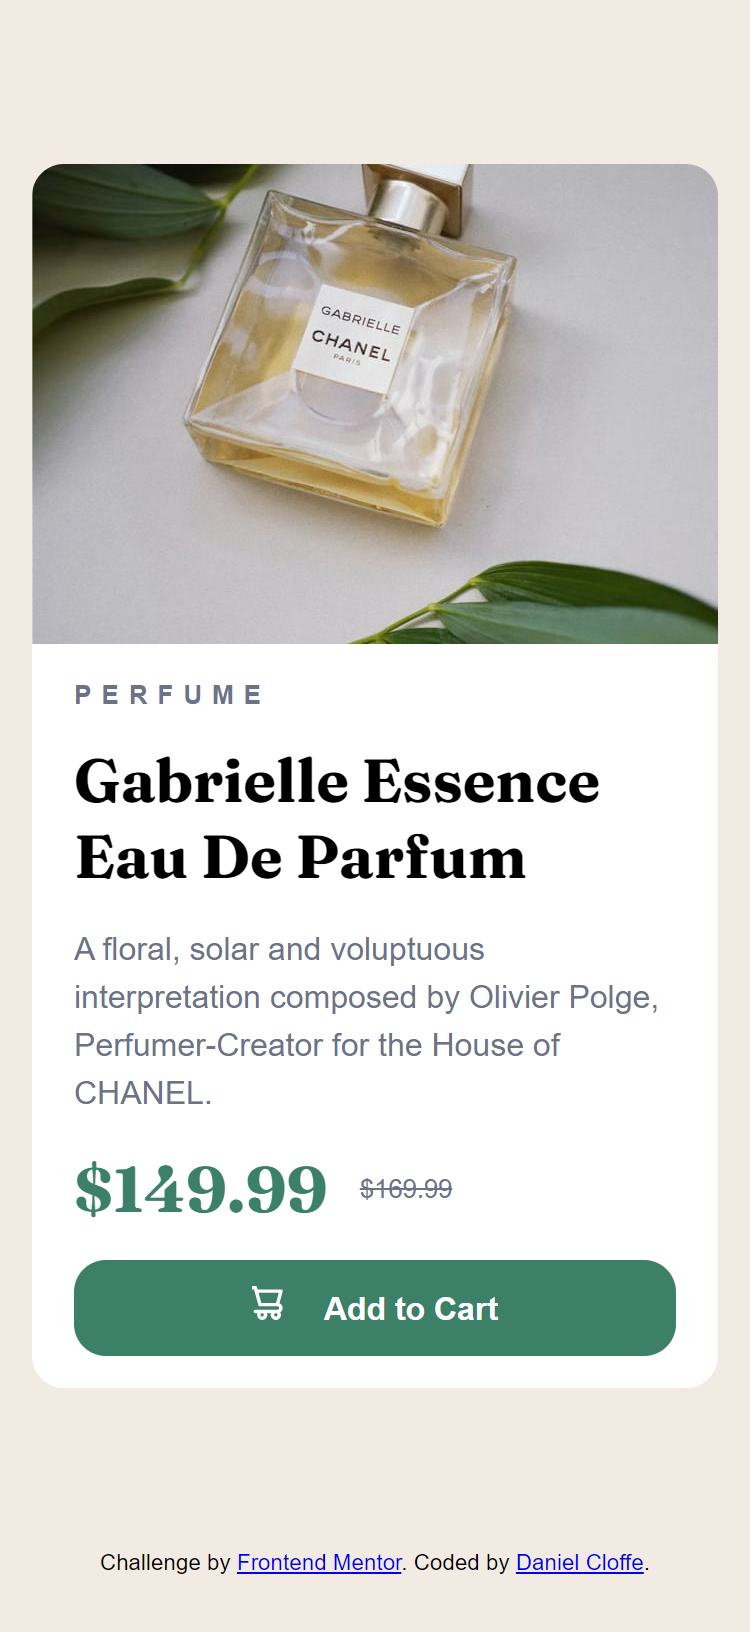 GABRIELLE
CHANEL
PARIS
PERFUME
Gabrielle Essence
Eau De Parfum
A floral, solar and voluptuous
interpretation composed by Olivier Polge,
Perfumer-Creator for the House of
CHANEL.
$149.99 $169.99
Add to Cart
Challenge by Frontend Mentor. Coded by Daniel Cloffe.